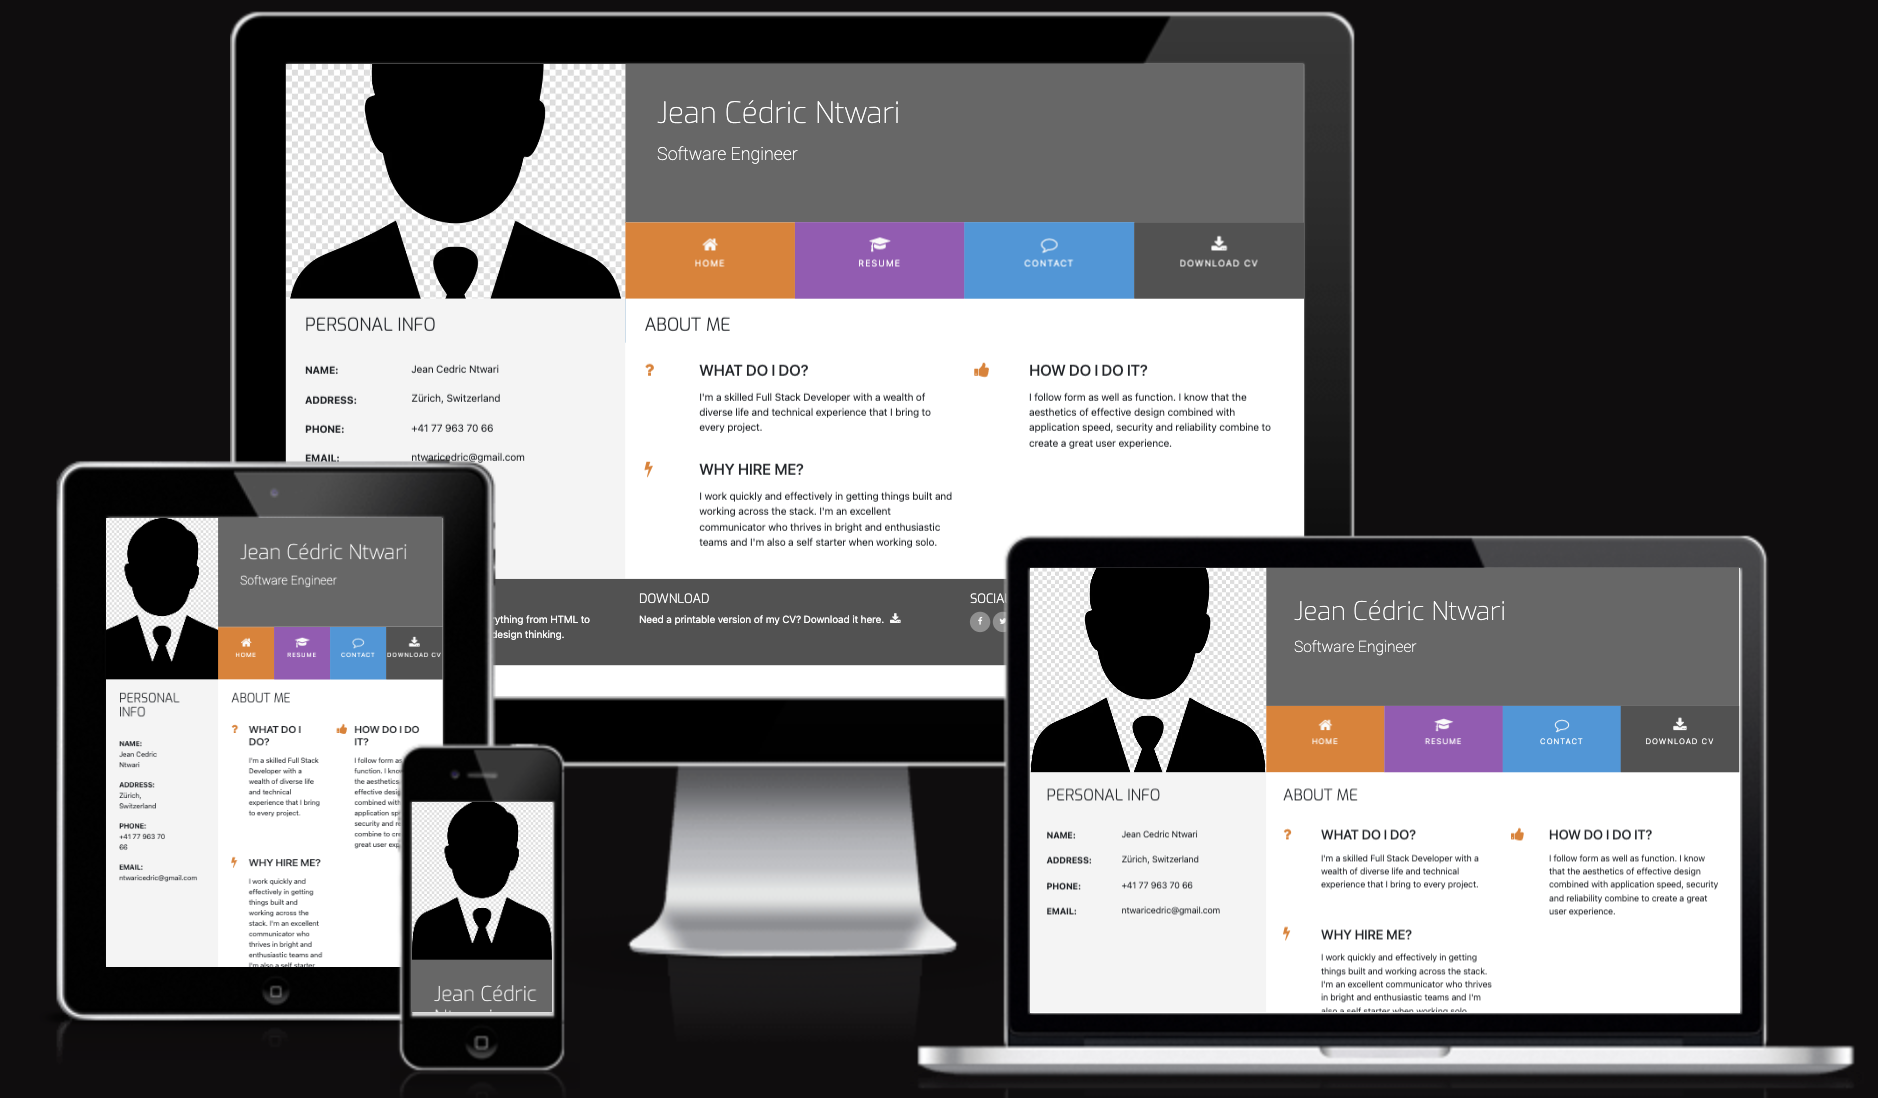 Jean Cédric Ntwari
Software Engineer
HOME
RESUME
CONTACT
DOWNLOAD CV
PERSONAL INFO
NAME: Jean Cedric Ntwari
ADDRESS: Zürich, Switzerland
PHONE: +41 77 963 70 66
EMAIL: ntwaricedric@gmail.com
ABOUT ME
WHAT DO I DO?
I'm a skilled Full Stack Developer with a wealth of
diverse life and technical experience that I bring to
every project.
HOW DO I DO IT?
I follow form as well as function. I know that the
aesthetics of effective design combined with
application speed, security and reliability combine to
create a great user experience.
WHY HIRE ME?
I work quickly and effectively in getting things built and
working across the stack. I'm an excellent
communicator who thrives in bright and enthusiastic
teams and I'm also a self starter when working solo.
rything from HTML to
design thinking.
DOWNLOAD
Need a printable version of my CV? Download it here.
SOCIA
Jean Cédric Ntwari
Software Engineer
HOME
RESUME
CONTACT
DOWNLOAD CV
PERSONAL
INFO
NAME:
Jean Cedric
Ntwari
ADDRESS:
Zürich,
Switzerland
PHONE:
+41 77 963 70
66
EMAIL:
ntwaricedric@gmail.com
ABOUT ME
WHAT DO I
DO?
I'm a skilled Full Stack
Developer with a
wealth of diverse life
and technical
experience that I bring
to every project.
HOW DO I DO
IT?
I follow form as
function. I know
the aesthetics
effective desig
combined with
application sp
security and re
combine to cre
great user exp
WHY HIRE ME?
I work quickly and
effectively in getting
things built and
working across the
stack. I'm an excellent
communicator who
thrives in bright and
enthusiastic teams and
I'm also a self starter
Jean Cédric
Jean Cédric Ntwari
Software Engineer
HOME
RESUME
CONTACT
DOWNLOAD CV
PERSONAL INFO
NAME: Jean Cedric Ntwari
ADDRESS: Zürich, Switzerland
PHONE: +41 77 963 70 66
EMAIL: ntwaricedric@gmail.com
ABOUT ME
WHAT DO I DO?
I'm a skilled Full Stack Developer with a
wealth of diverse life and technical
experience that I bring to every project.
HOW DO I DO IT?
I follow form as well as function. I know
that the aesthetics of effective design
combined with application speed, security
and reliability combine to create a great
user experience.
WHY HIRE ME?
I work quickly and effectively in getting
things built and working across the stack.
I'm an excellent communicator who thrives
in bright and enthusiastic teams and I'm
also a self starter when working solo.